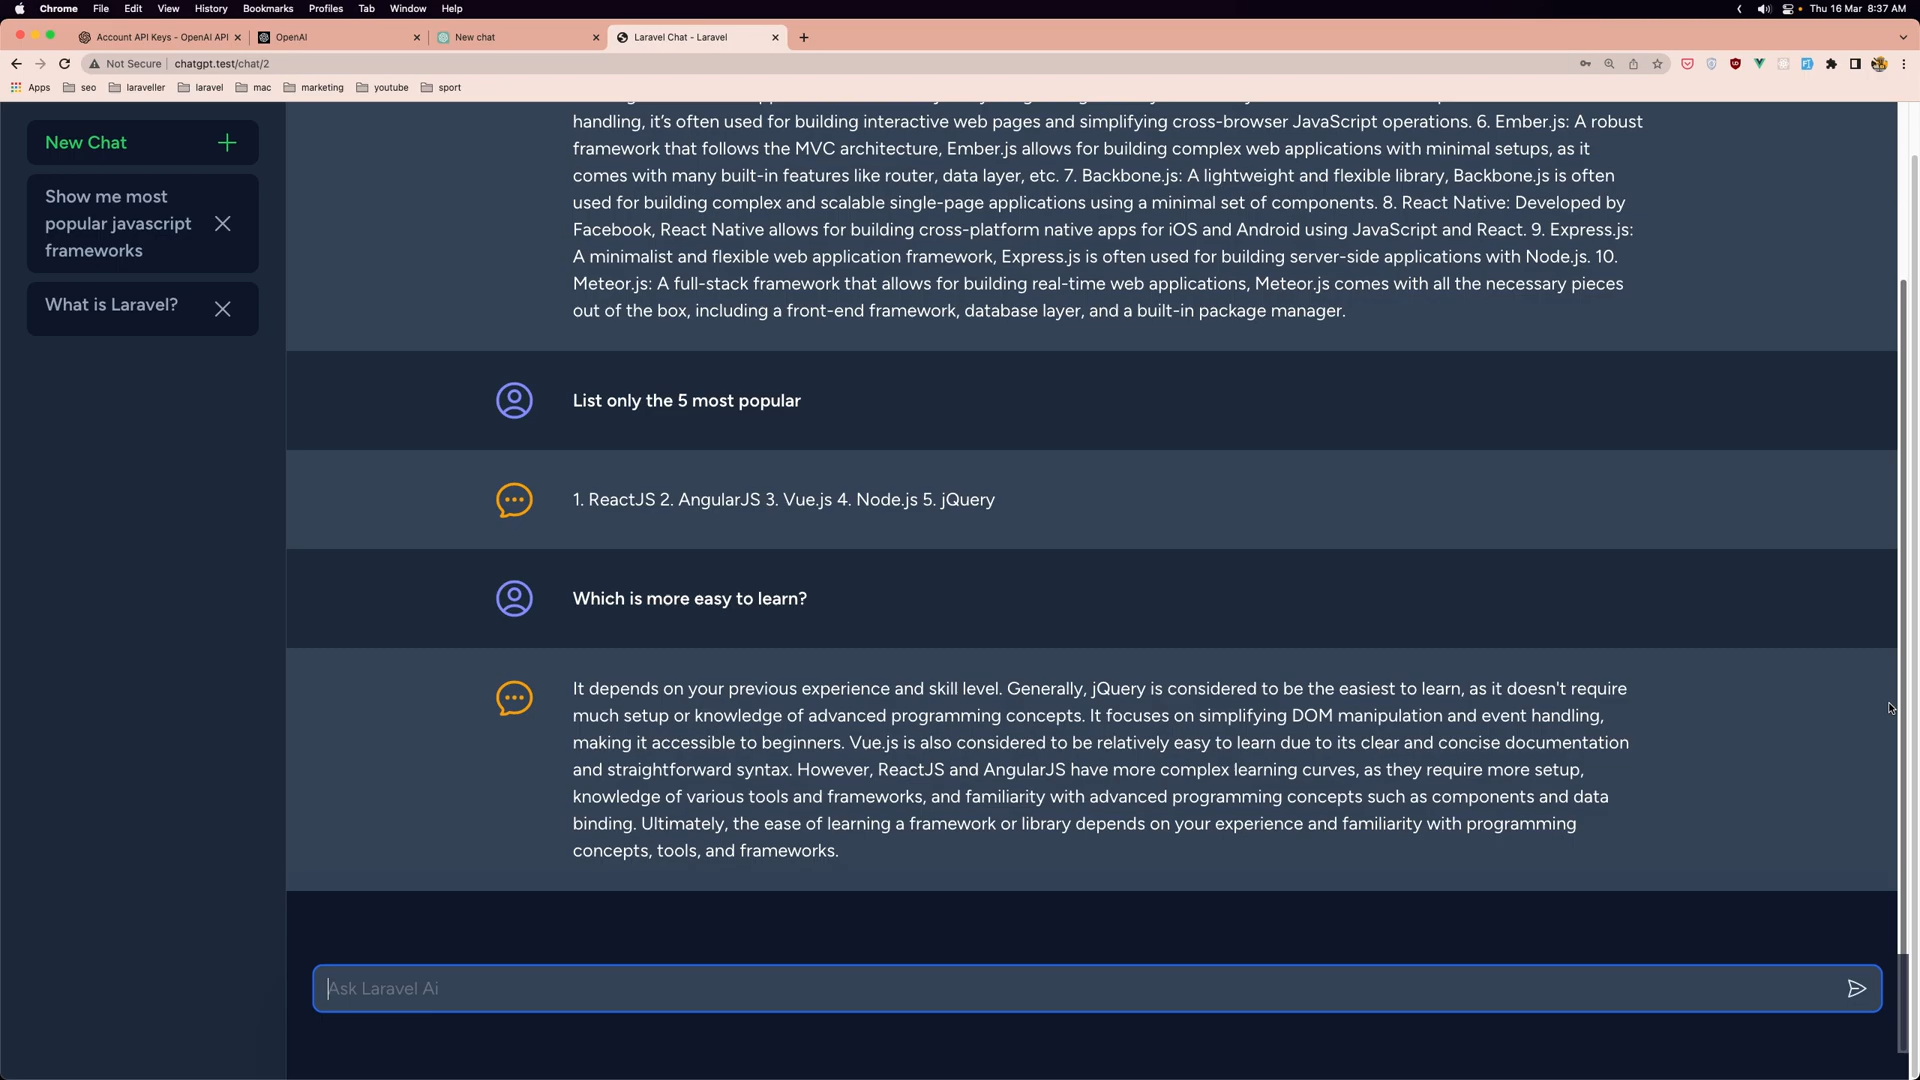 Chrome File Edit View History Bookmarks Profiles Tab Window Help Thu 16 Mar 8:37 AM
Account API Keys - OpenAI API OpenAI New chat Laravel Chat - Laravel
Not Secure chatgpt.test/chat/2
Apps seo laraveller laravel mac marketing youtube sport
New Chat
Show me most
popular javascript
frameworks
What is Laravel?
handling, it’s often used for building interactive web pages and simplifying cross-browser JavaScript operations. 6. Ember.js: A robust
framework that follows the MVC architecture, Ember.js allows for building complex web applications with minimal setups, as it
comes with many built-in features like router, data layer, etc. 7. Backbone.js: A lightweight and flexible library, Backbone.js is often
used for building complex and scalable single-page applications using a minimal set of components. 8. React Native: Developed by
Facebook, React Native allows for building cross-platform native apps for iOS and Android using JavaScript and React. 9. Express.js:
A minimalist and flexible web application framework, Express.js is often used for building server-side applications with Node.js. 10.
Meteor.js: A full-stack framework that allows for building real-time web applications, Meteor.js comes with all the necessary pieces
out of the box, including a front-end framework, database layer, and a built-in package manager.
List only the 5 most popular
1. ReactJS 2. AngularJS 3. Vue.js 4. Node.js 5. jQuery
Which is more easy to learn?
It depends on your previous experience and skill level. Generally, jQuery is considered to be the easiest to learn, as it doesn't require
much setup or knowledge of advanced programming concepts. It focuses on simplifying DOM manipulation and event handling,
making it accessible to beginners. Vue.js is also considered to be relatively easy to learn due to its clear and concise documentation
and straightforward syntax. However, ReactJS and AngularJS have more complex learning curves, as they require more setup,
knowledge of various tools and frameworks, and familiarity with advanced programming concepts such as components and data
binding. Ultimately, the ease of learning a framework or library depends on your experience and familiarity with programming
concepts, tools, and frameworks.
Ask Laravel Ai